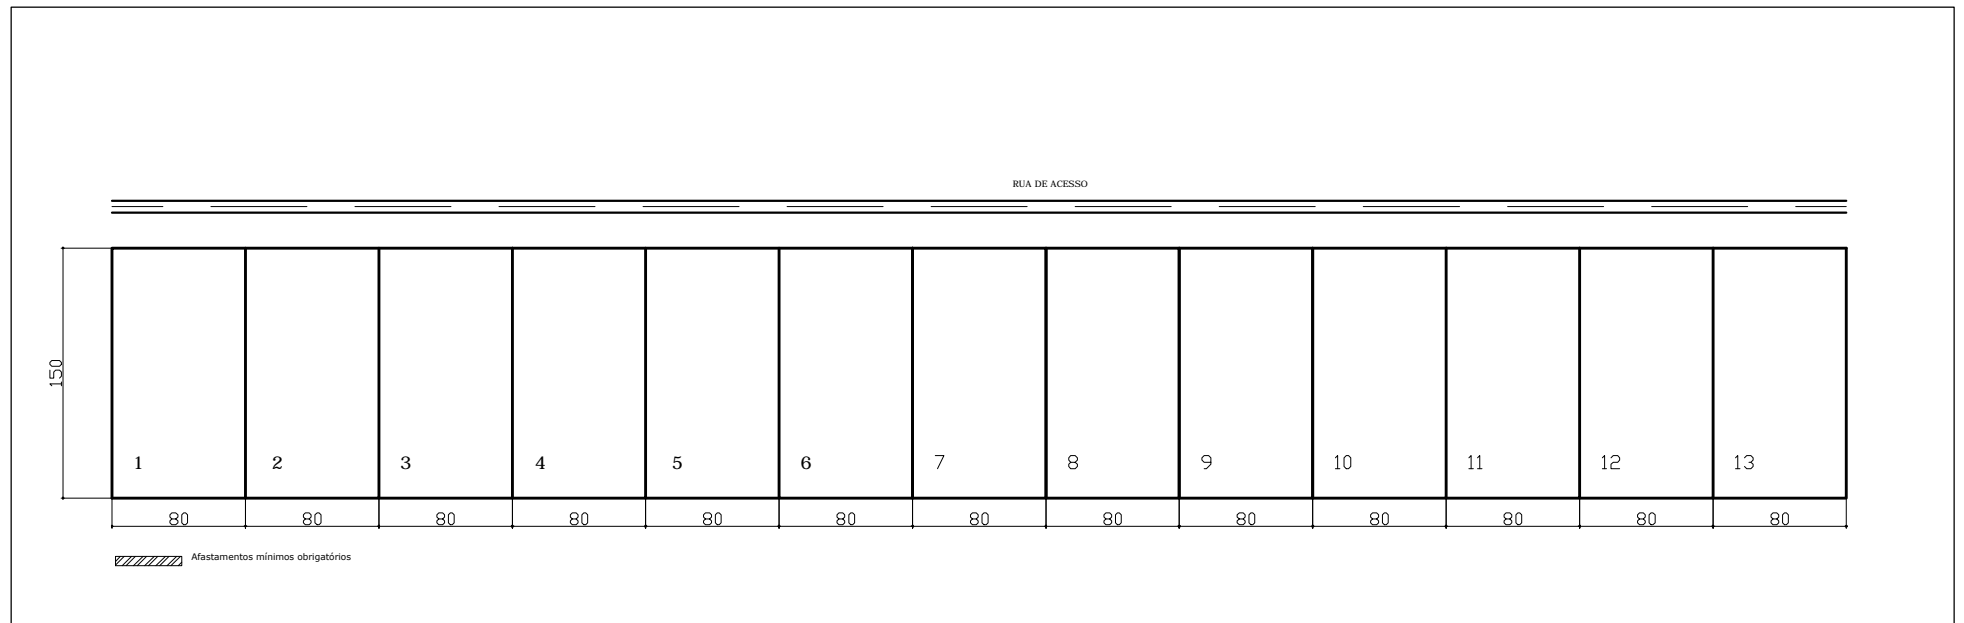 RUA DE ACESSO
150
1 2 3 4 5 6 7 8 9 10 11 12 13
80 80 80 80 80 80 80 80 80 80 80 80 80
Afastamentos mínimos obrigatórios